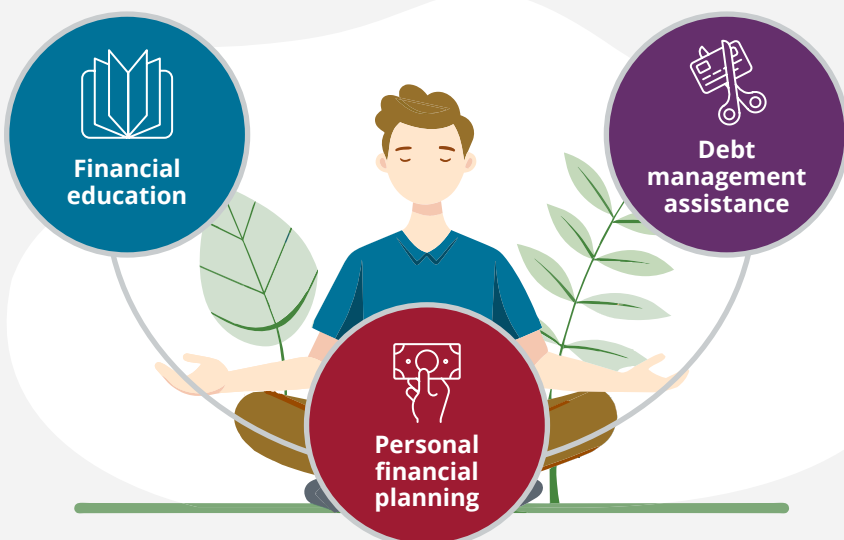 Financial
education
Debt
management
assistance
Personal
financial
planning